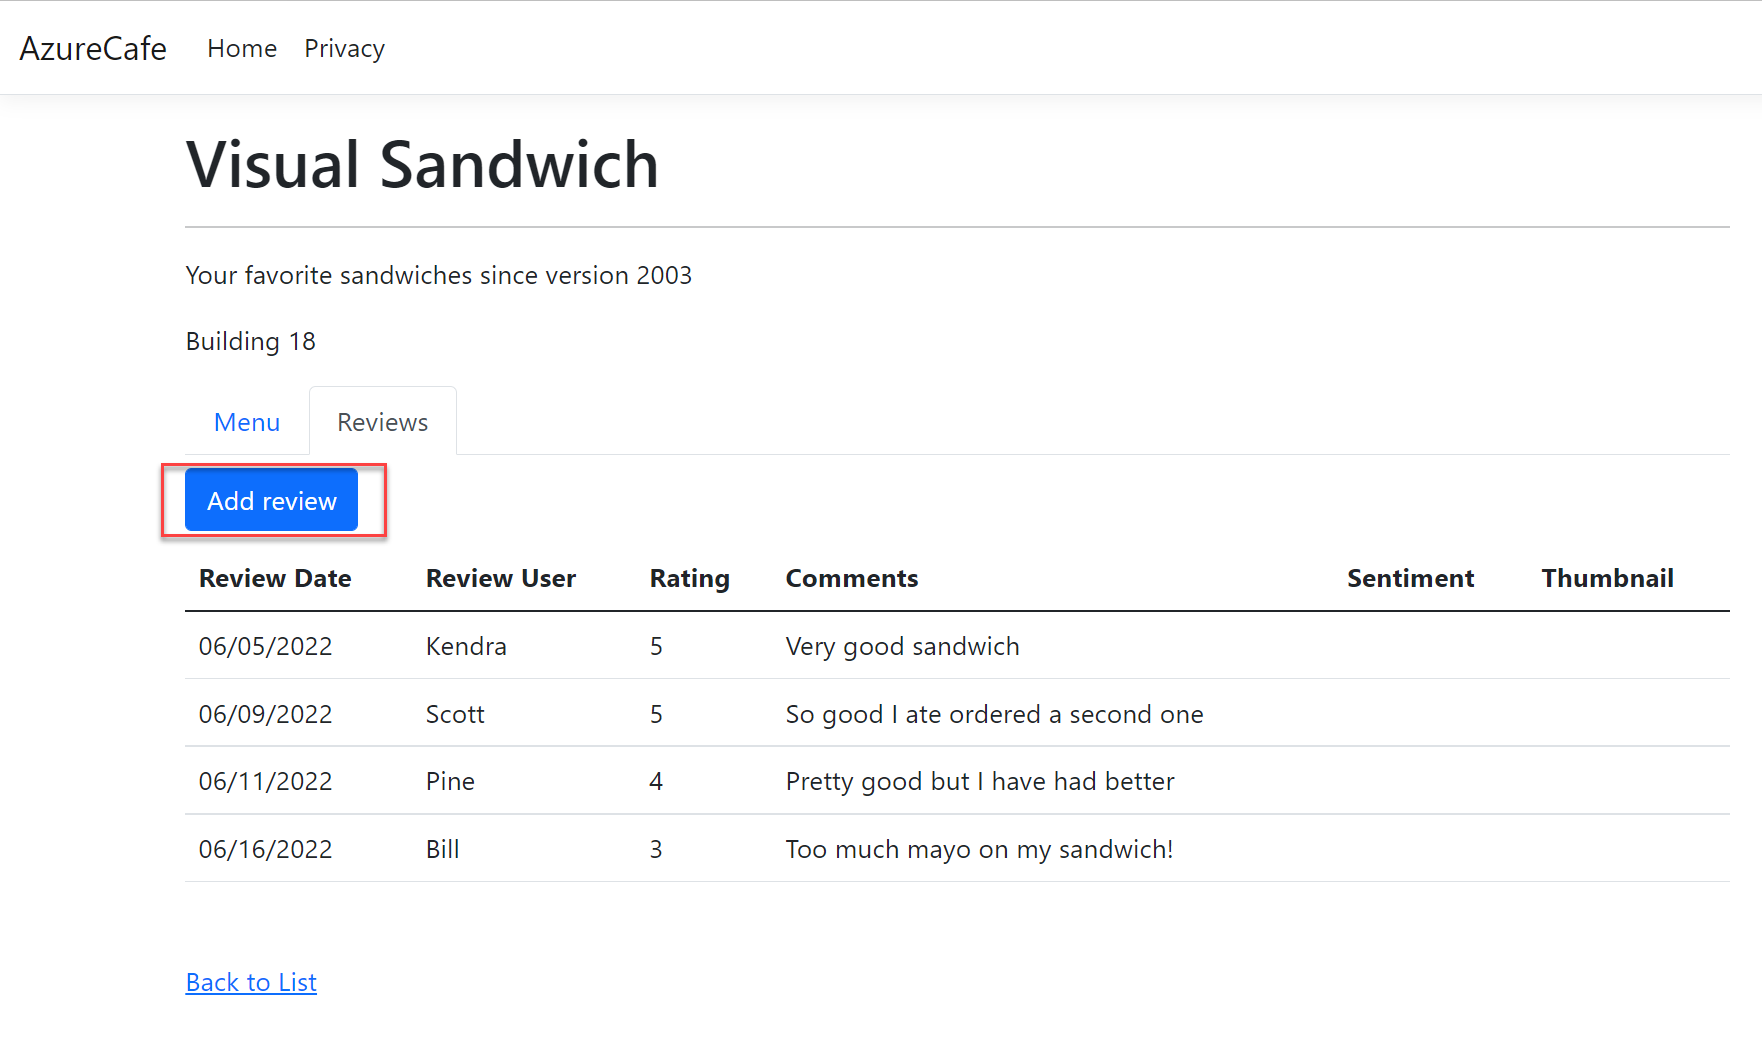 AzureCafe Home Privacy
Visual Sandwich
Your favorite sandwiches since version 2003
Building 18
Menu Reviews
Add review
Review Date Review User Rating Comments Sentiment Thumbnail
06/05/2022 Kendra 5 Very good sandwich
06/09/2022 Scott 5 So good I ate ordered a second one
06/11/2022 Pine 4 Pretty good but I have had better
06/16/2022 Bill 3 Too much mayo on my sandwich!
Back to List